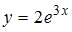 y = 2e^{3x}